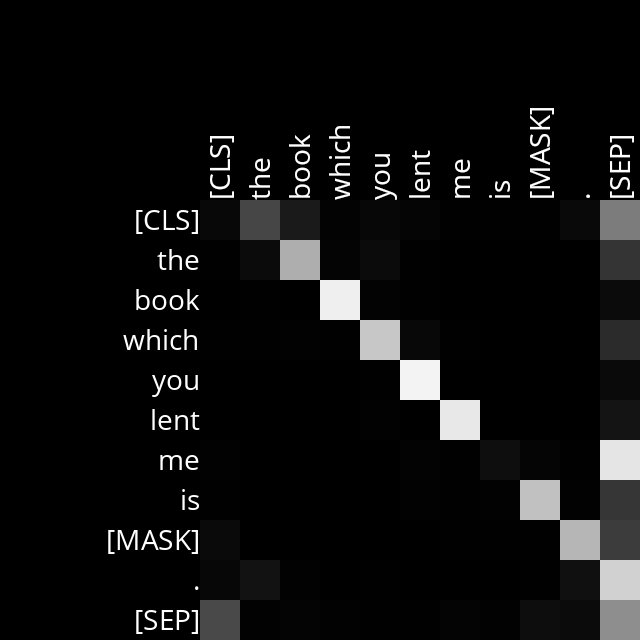 [CLS] the book which you lent me is [MASK] . [SEP]
[CLS]
the
book
which
you
lent
me
is
[MASK]
.
[SEP]